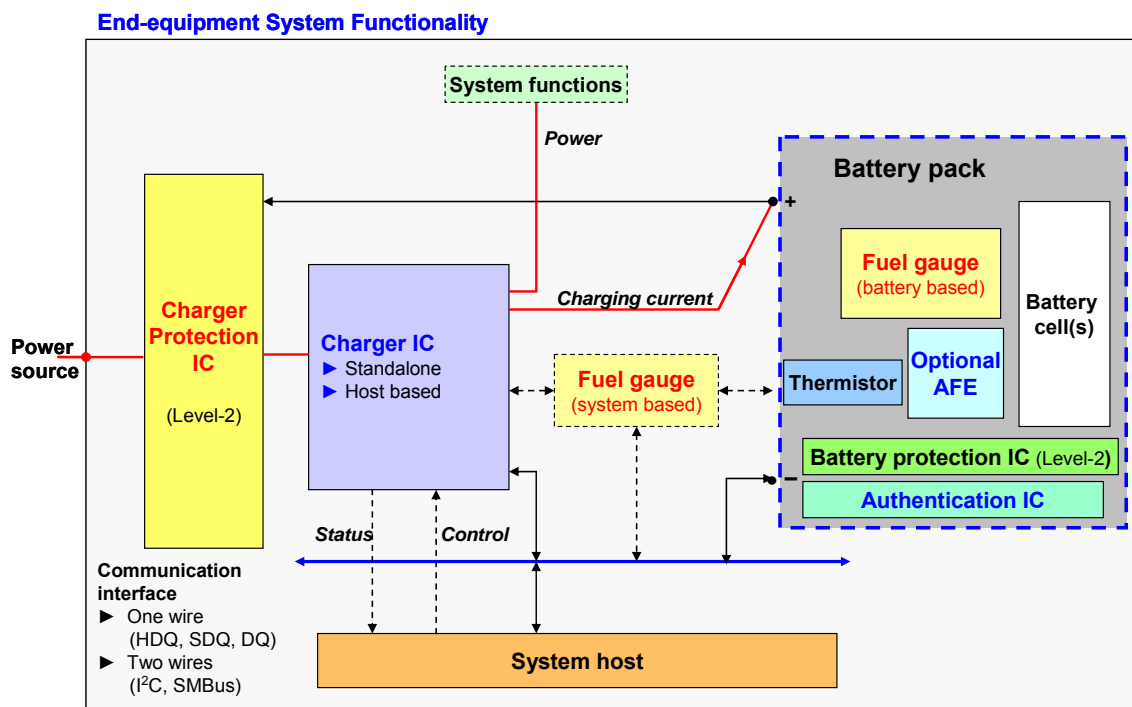 End-equipment System Functionality
System functions
Power
Battery pack
+
Fuel gauge
(battery based)
Battery
cell(s)
Charger
Protection
IC
(Level-2)
Charging current
Power
source
Charger IC
► Standalone
► Host based
Fuel gauge
(system based)
Thermistor
Optional
AFE
Battery protection IC (Level-2)
–
Authentication IC
Status
Control
Communication
interface
► One wire
(HDQ, SDQ, DQ)
► Two wires
(I²C, SMBus)
System host